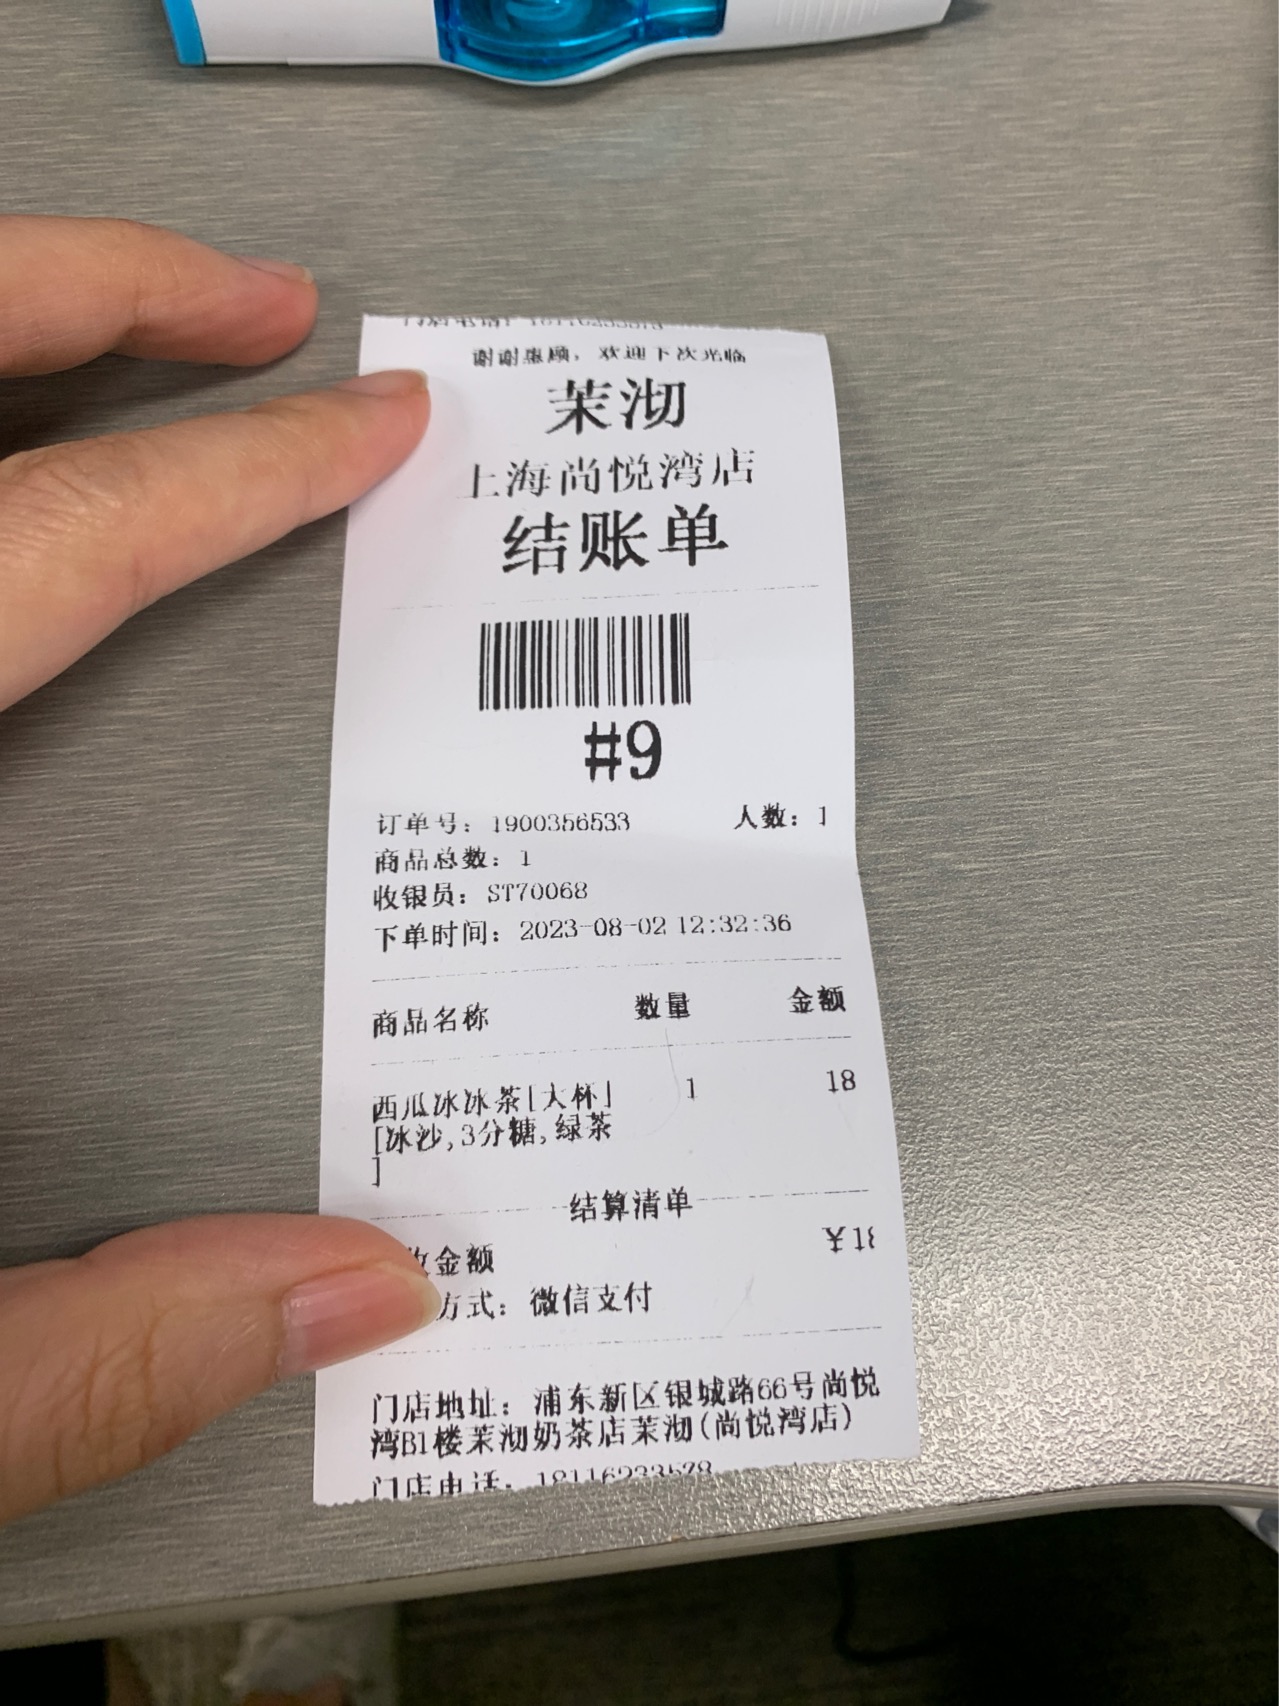 谢谢惠顾，欢迎下次光临
茉沏
上海尚悦湾店
结账单
#9
订单号：1900356533 人数：1
商品总数：1
收银员：ST70068
下单时间：2023-08-02 12:32:36
商品名称 数量 金额
西瓜冰冰茶[大杯] 1 18
[冰沙,3分糖,绿茶
]
结算清单
金额 ¥18
方式：微信支付
门店地址：浦东新区银城路66号尚悦
湾B1楼茉沏奶茶店茉沏(尚悦湾店)
门店电话：